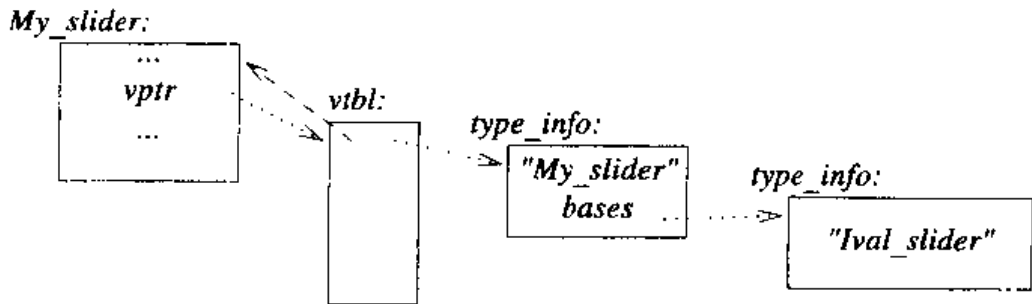 My_slider:
...
vptr
...
vtbl:
type_info:
"My_slider"
bases
type_info:
"Ival_slider"